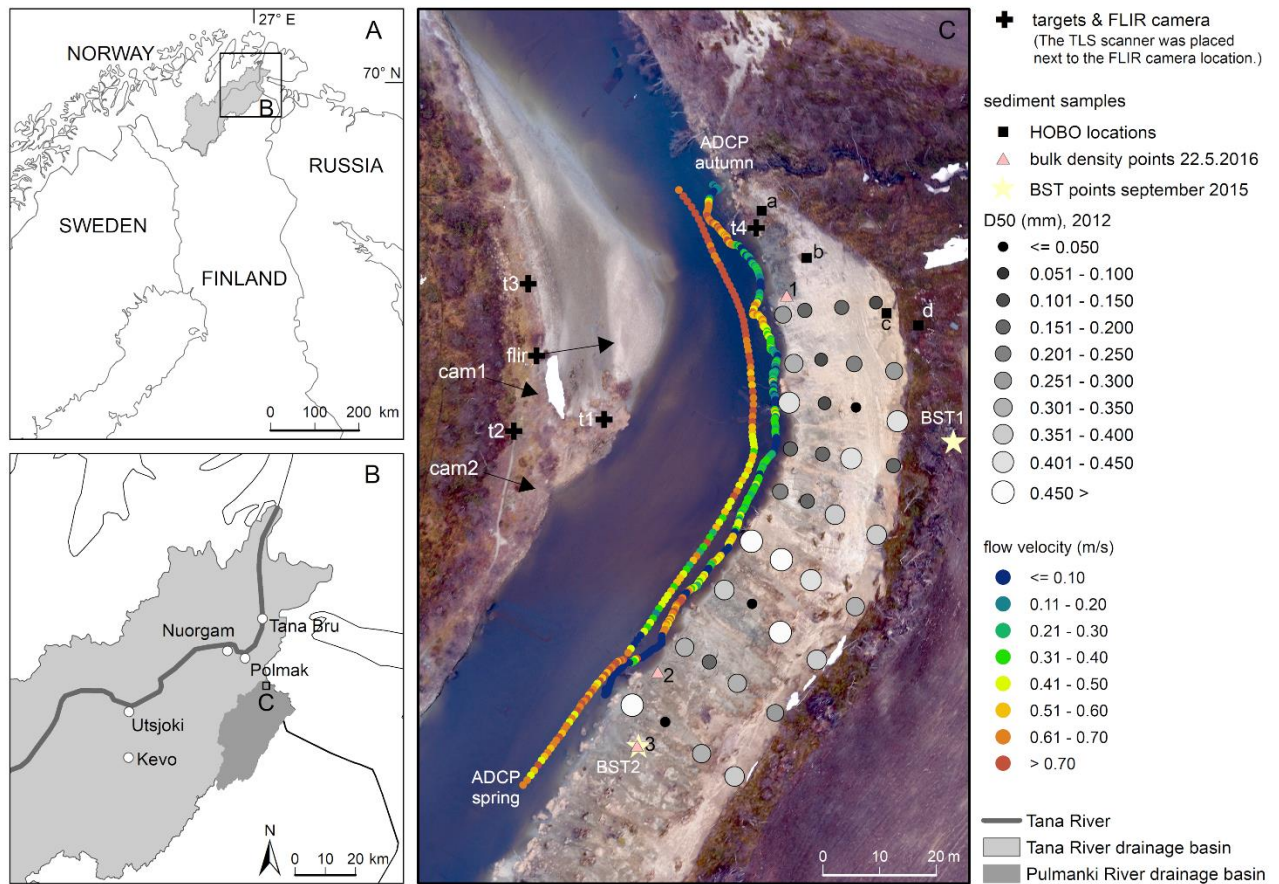 27° E
A
NORWAY
70° N
B
RUSSIA
SWEDEN
FINLAND
0 100 200 km
B
Tana Bru
Nuorgam
Polmak
C
Utsjoki
Kevo
N
0 10 20 km
C
ADCP
autumn
a
t4
b
t3
1
c
d
flir
cam1
t1
t2
BST1
cam2
2
3
BST2
ADCP
spring
0 10 20 m
targets & FLIR camera
(The TLS scanner was placed
next to the FLIR camera location.)
sediment samples
HOBO locations
bulk density points 22.5.2016
BST points september 2015
D50 (mm), 2012
<= 0.050
0.051 - 0.100
0.101 - 0.150
0.151 - 0.200
0.201 - 0.250
0.251 - 0.300
0.301 - 0.350
0.351 - 0.400
0.401 - 0.450
0.450 >
flow velocity (m/s)
<= 0.10
0.11 - 0.20
0.21 - 0.30
0.31 - 0.40
0.41 - 0.50
0.51 - 0.60
0.61 - 0.70
> 0.70
Tana River
Tana River drainage basin
Pulmanki River drainage basin